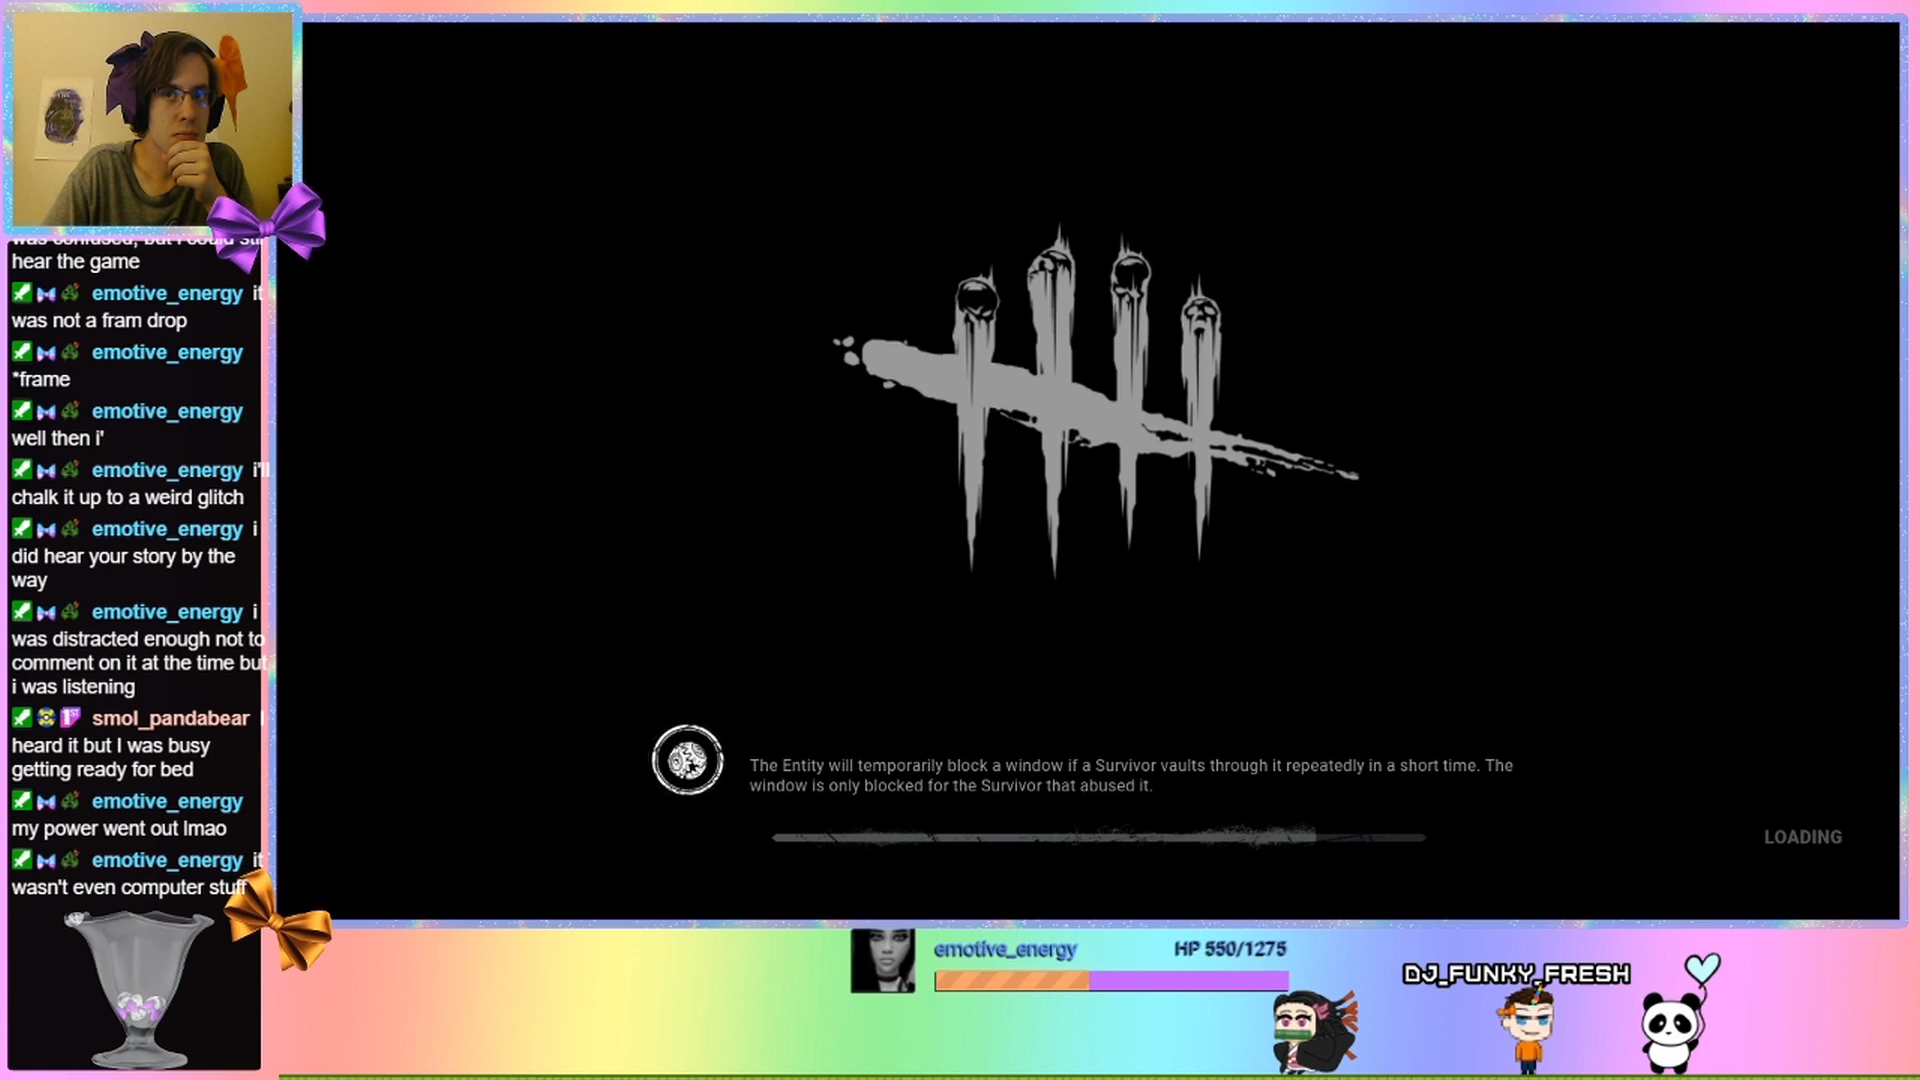 was confused, but I could still
hear the game
emotive_energy it
was not a fram drop
emotive_energy
*frame
emotive_energy
well then i'
emotive_energy i'll
chalk it up to a weird glitch
emotive_energy i
did hear your story by the
way
emotive_energy i
was distracted enough not to
comment on it at the time but
i was listening
smol_pandabear I
heard it but I was busy
getting ready for bed
emotive_energy
my power went out lmao
emotive_energy it
wasn't even computer stuff
The Entity will temporarily block a window if a Survivor vaults through it repeatedly in a short time. The
window is only blocked for the Survivor that abused it.
LOADING
emotive_energy HP 550/1275
DJ_FUNKY_FRESH